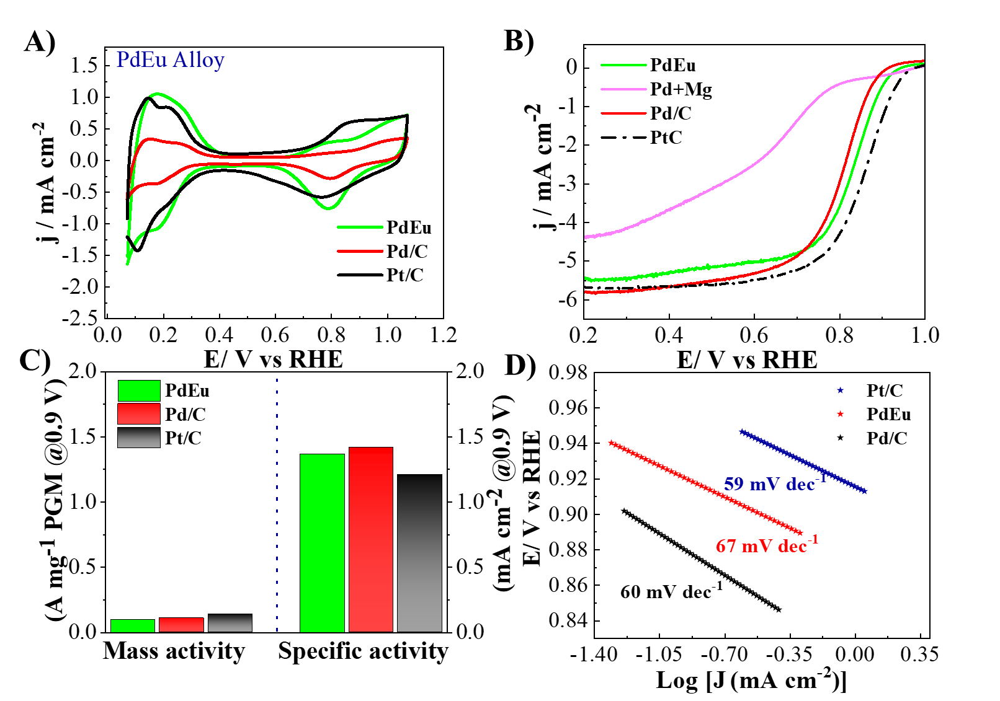 A)
PdEu Alloy
1.5
1.0
0.5
0.0
-0.5
-1.0
-1.5
-2.0
-2.5
j / mA cm-2
PdEu
Pd/C
Pt/C
0.0 0.2 0.4 0.6 0.8 1.0 1.2
E/ V vs RHE
B)
PdEu
Pd+Mg
Pd/C
PtC
0
-1
-2
-3
-4
-5
-6
j / mA cm-2
0.2 0.4 0.6 0.8 1.0
E/ V vs RHE
C)
2.0
1.5
1.0
0.5
0.0
(A mg-1 PGM @0.9 V)
PdEu
Pd/C
Pt/C
2.0
1.5
1.0
0.5
0.0
(mA cm-2 @0.9 V)
Mass activity Specific activity
D)
0.98
0.96
0.94
0.92
0.90
0.88
0.86
0.84
E/ V vs RHE
Pt/C
PdEu
Pd/C
59 mV dec-1
67 mV dec-1
60 mV dec-1
-1.40 -1.05 -0.70 -0.35 0.00 0.35
Log [J (mA cm-2)]